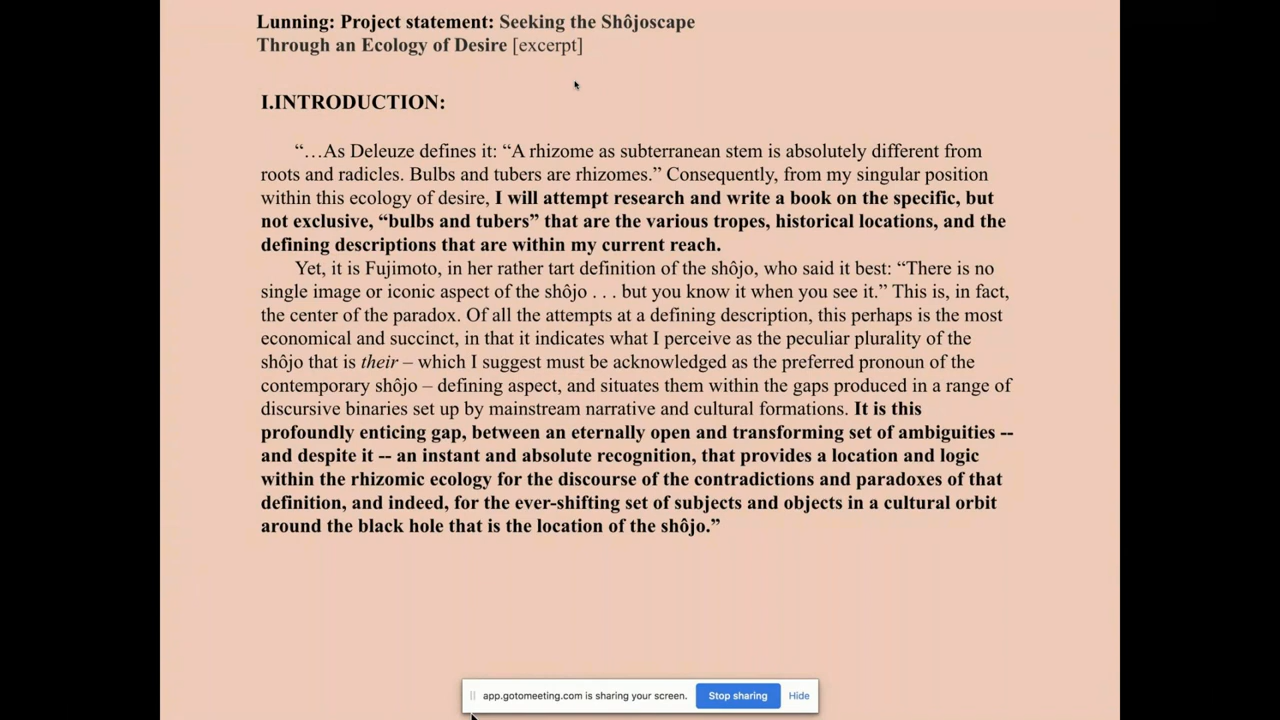 Lunning: Project statement: Seeking the Shôjoscape
Through an Ecology of Desire [excerpt]
I.INTRODUCTION:
“…As Deleuze defines it: “A rhizome as subterranean stem is absolutely different from
roots and radicles. Bulbs and tubers are rhizomes.” Consequently, from my singular position
within this ecology of desire, I will attempt research and write a book on the specific, but
not exclusive, “bulbs and tubers” that are the various tropes, historical locations, and the
defining descriptions that are within my current reach.
Yet, it is Fujimoto, in her rather tart definition of the shôjo, who said it best: “There is no
single image or iconic aspect of the shôjo . . . but you know it when you see it.” This is, in fact,
the center of the paradox. Of all the attempts at a defining description, this perhaps is the most
economical and succinct, in that it indicates what I perceive as the peculiar plurality of the
shôjo that is their – which I suggest must be acknowledged as the preferred pronoun of the
contemporary shôjo – defining aspect, and situates them within the gaps produced in a range of
discursive binaries set up by mainstream narrative and cultural formations. It is this
profoundly enticing gap, between an eternally open and transforming set of ambiguities --
and despite it -- an instant and absolute recognition, that provides a location and logic
within the rhizomic ecology for the discourse of the contradictions and paradoxes of that
definition, and indeed, for the ever-shifting set of subjects and objects in a cultural orbit
around the black hole that is the location of the shôjo.”
app.gotomeeting.com is sharing your screen. Stop sharing Hide